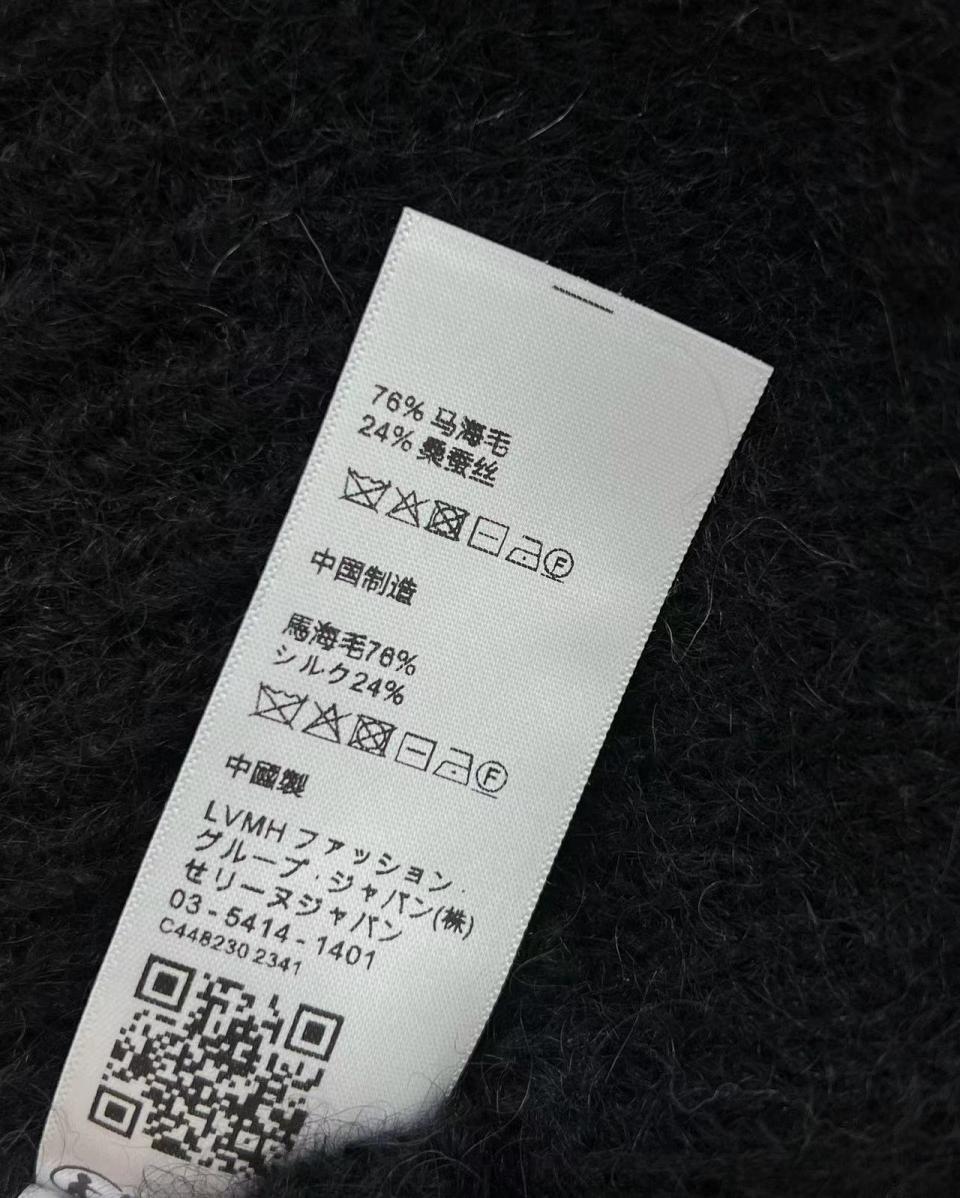 76% 马海毛
24% 桑蚕丝
F
中国制造
馬海毛76%
シルク24%
F
中國製
LVMH ファッション.
グループ.ジャパン(株)
せリーヌジャパン
03-5414-1401
C448230 2341